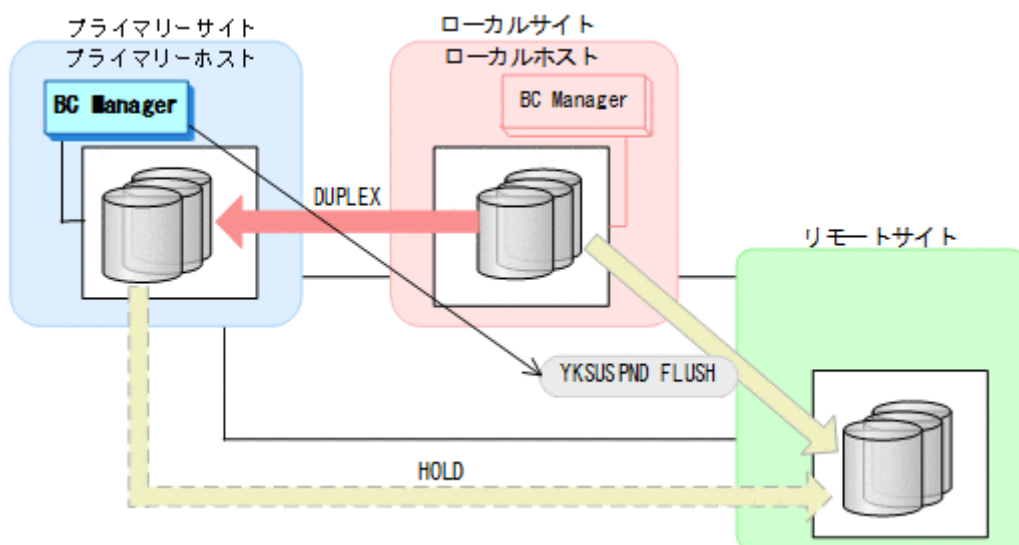 プライマリーサイト
プライマリーホスト
BC Manager
ローカルサイト
ローカルホスト
BC Manager
DUPLEX
リモートサイト
YKSUSPND FLUSH
HOLD